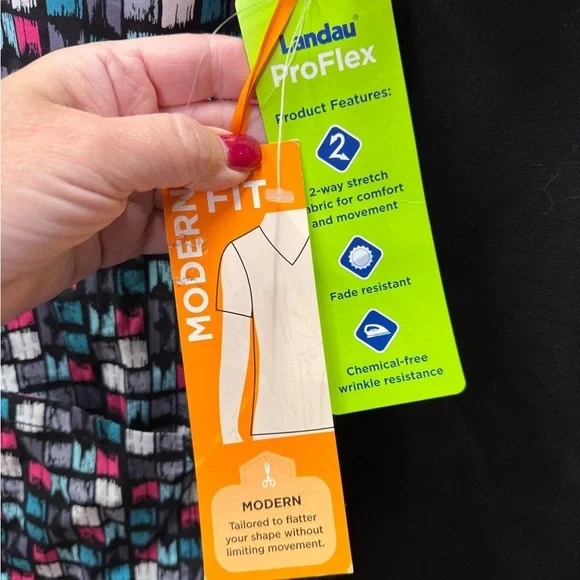 Landau®
ProFlex
Product Features:
2
2-way stretch
fabric for comfort
and movement
Fade resistant
Chemical-free
wrinkle resistance
MODERN
FIT
MODERN
Tailored to flatter
your shape without
limiting movement.